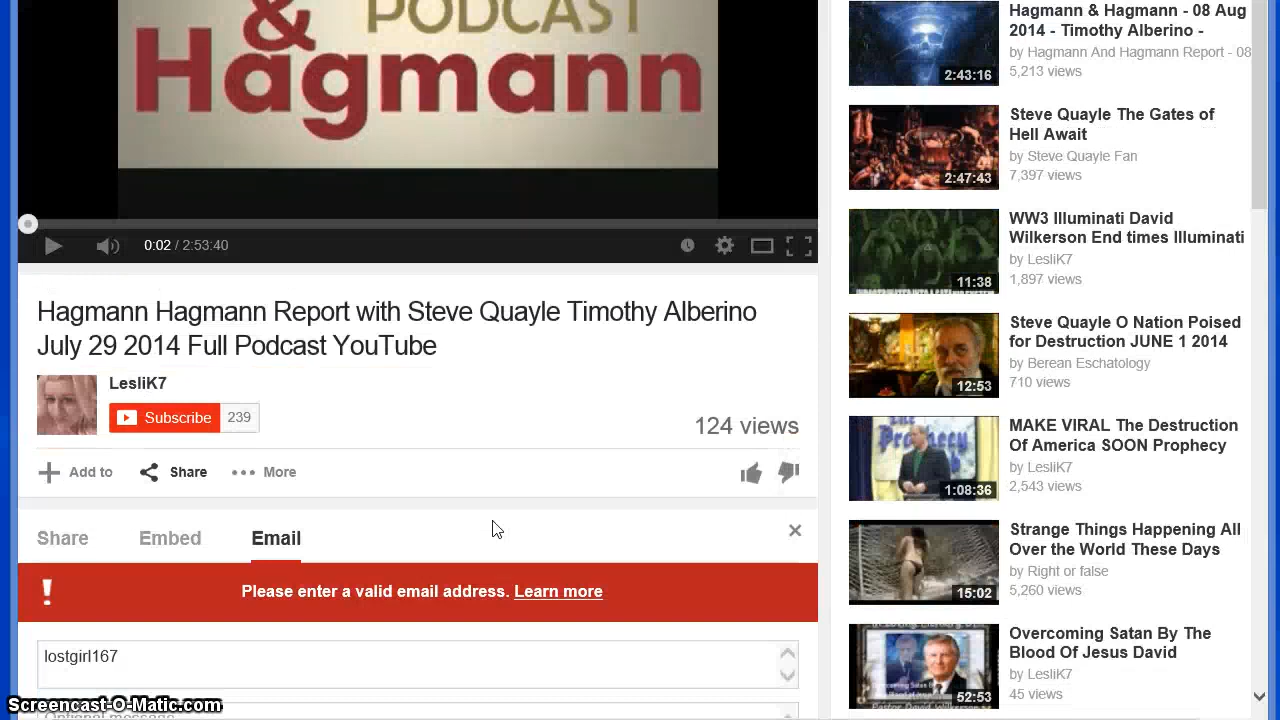 PODCAST
& Hagmann
0:02 / 2:53:40
Hagmann Hagmann Report with Steve Quayle Timothy Alberino
July 29 2014 Full Podcast YouTube
LesliK7
Subscribe 239
124 views
Add to Share More
Share Embed Email
Please enter a valid email address. Learn more
lostgirl167
Optional message
Screencast-O-Matic.com
Hagmann & Hagmann - 08 Aug
2014 - Timothy Alberino -
by Hagmann And Hagmann Report - 08
5,213 views
2:43:16
Steve Quayle The Gates of
Hell Await
by Steve Quayle Fan
7,397 views
2:47:43
WW3 Illuminati David
Wilkerson End times Illuminati
by LesliK7
1,897 views
11:38
Steve Quayle O Nation Poised
for Destruction JUNE 1 2014
by Berean Eschatology
710 views
12:53
MAKE VIRAL The Destruction
Of America SOON Prophecy
by LesliK7
2,543 views
the
Prophecy
1:08:36
Strange Things Happening All
Over the World These Days
by Right or false
5,260 views
15:02
Overcoming Satan By The
Blood Of Jesus David
by LesliK7
45 views
52:53